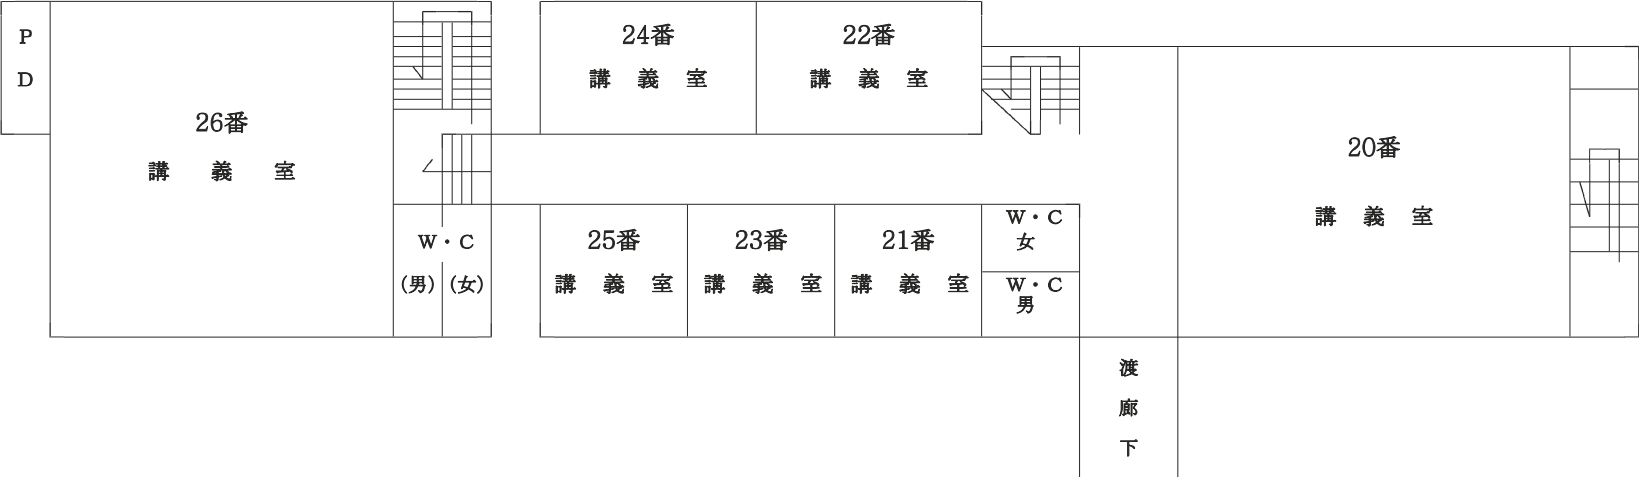 P
D
26番
講義室
24番
講義室
22番
講義室
20番
講義室
W・C
(男)
(女)
25番
講義室
23番
講義室
21番
講義室
W・C
女
W・C
男
渡
廊
下